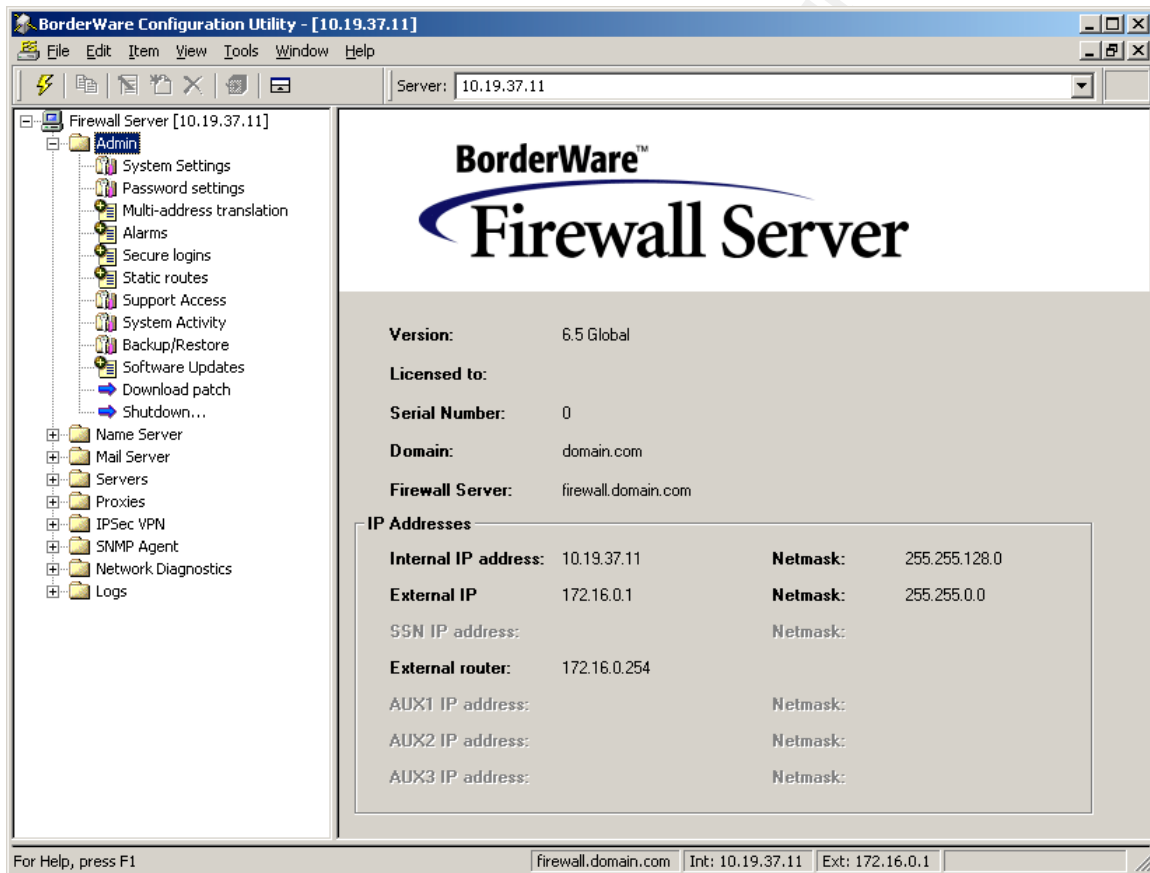 BorderWare Configuration Utility - [10.19.37.11]
File Edit Item View Tools Window Help
Server: 10.19.37.11
Firewall Server [10.19.37.11]
Admin
System Settings
Password settings
Multi-address translation
Alarms
Secure logins
Static routes
Support Access
System Activity
Backup/Restore
Software Updates
Download patch
Shutdown...
Name Server
Mail Server
Servers
Proxies
IPSec VPN
SNMP Agent
Network Diagnostics
Logs
BorderWare™
Firewall Server
Version: 6.5 Global
Licensed to:
Serial Number: 0
Domain: domain.com
Firewall Server: firewall.domain.com
IP Addresses
Internal IP address: 10.19.37.11 Netmask: 255.255.128.0
External IP 172.16.0.1 Netmask: 255.255.0.0
SSN IP address: Netmask:
External router: 172.16.0.254
AUX1 IP address: Netmask:
AUX2 IP address: Netmask:
AUX3 IP address: Netmask:
For Help, press F1 firewall.domain.com Int: 10.19.37.11 Ext: 172.16.0.1